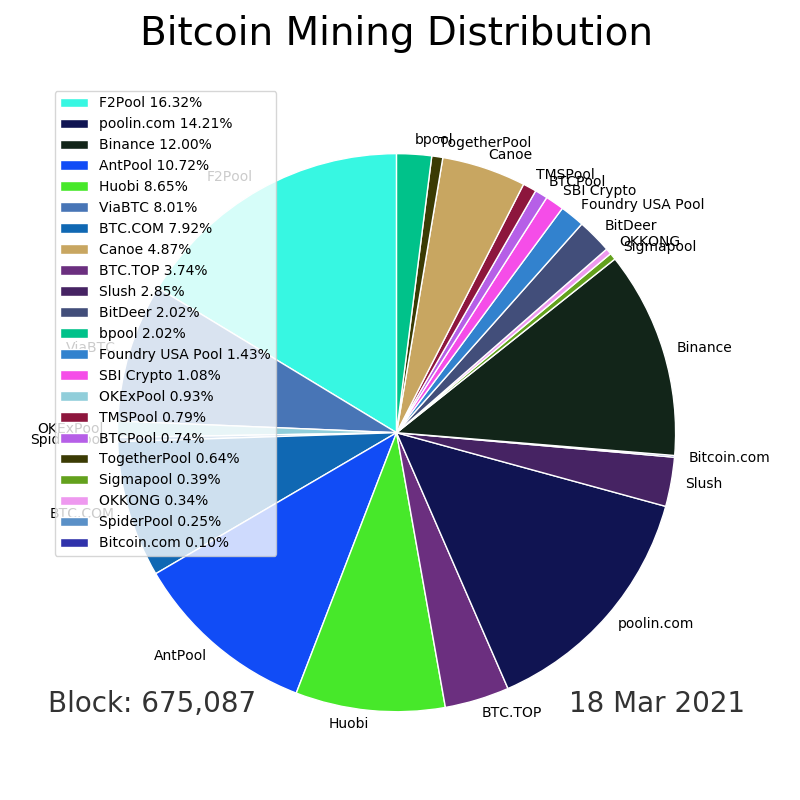 Bitcoin Mining Distribution
F2Pool 16.32%
poolin.com 14.21%
Binance 12.00%
AntPool 10.72%
Huobi 8.65%
ViaBTC 8.01%
BTC.COM 7.92%
Canoe 4.87%
BTC.TOP 3.74%
Slush 2.85%
BitDeer 2.02%
bpool 2.02%
Foundry USA Pool 1.43%
SBI Crypto 1.08%
OKExPool 0.93%
TMSPool 0.79%
BTCPool 0.74%
TogetherPool 0.64%
Sigmapool 0.39%
OKKONG 0.34%
SpiderPool 0.25%
Bitcoin.com 0.10%
bpool
TogetherPool
Canoe
TMSPool
BTCPool
SBI Crypto
Foundry USA Pool
BitDeer
OKKONG
Sigmapool
Binance
Bitcoin.com
Slush
poolin.com
BTC.TOP
Huobi
AntPool
BTC.COM
SpiderPool
OKExPool
ViaBTC
F2Pool
Block: 675,087
18 Mar 2021